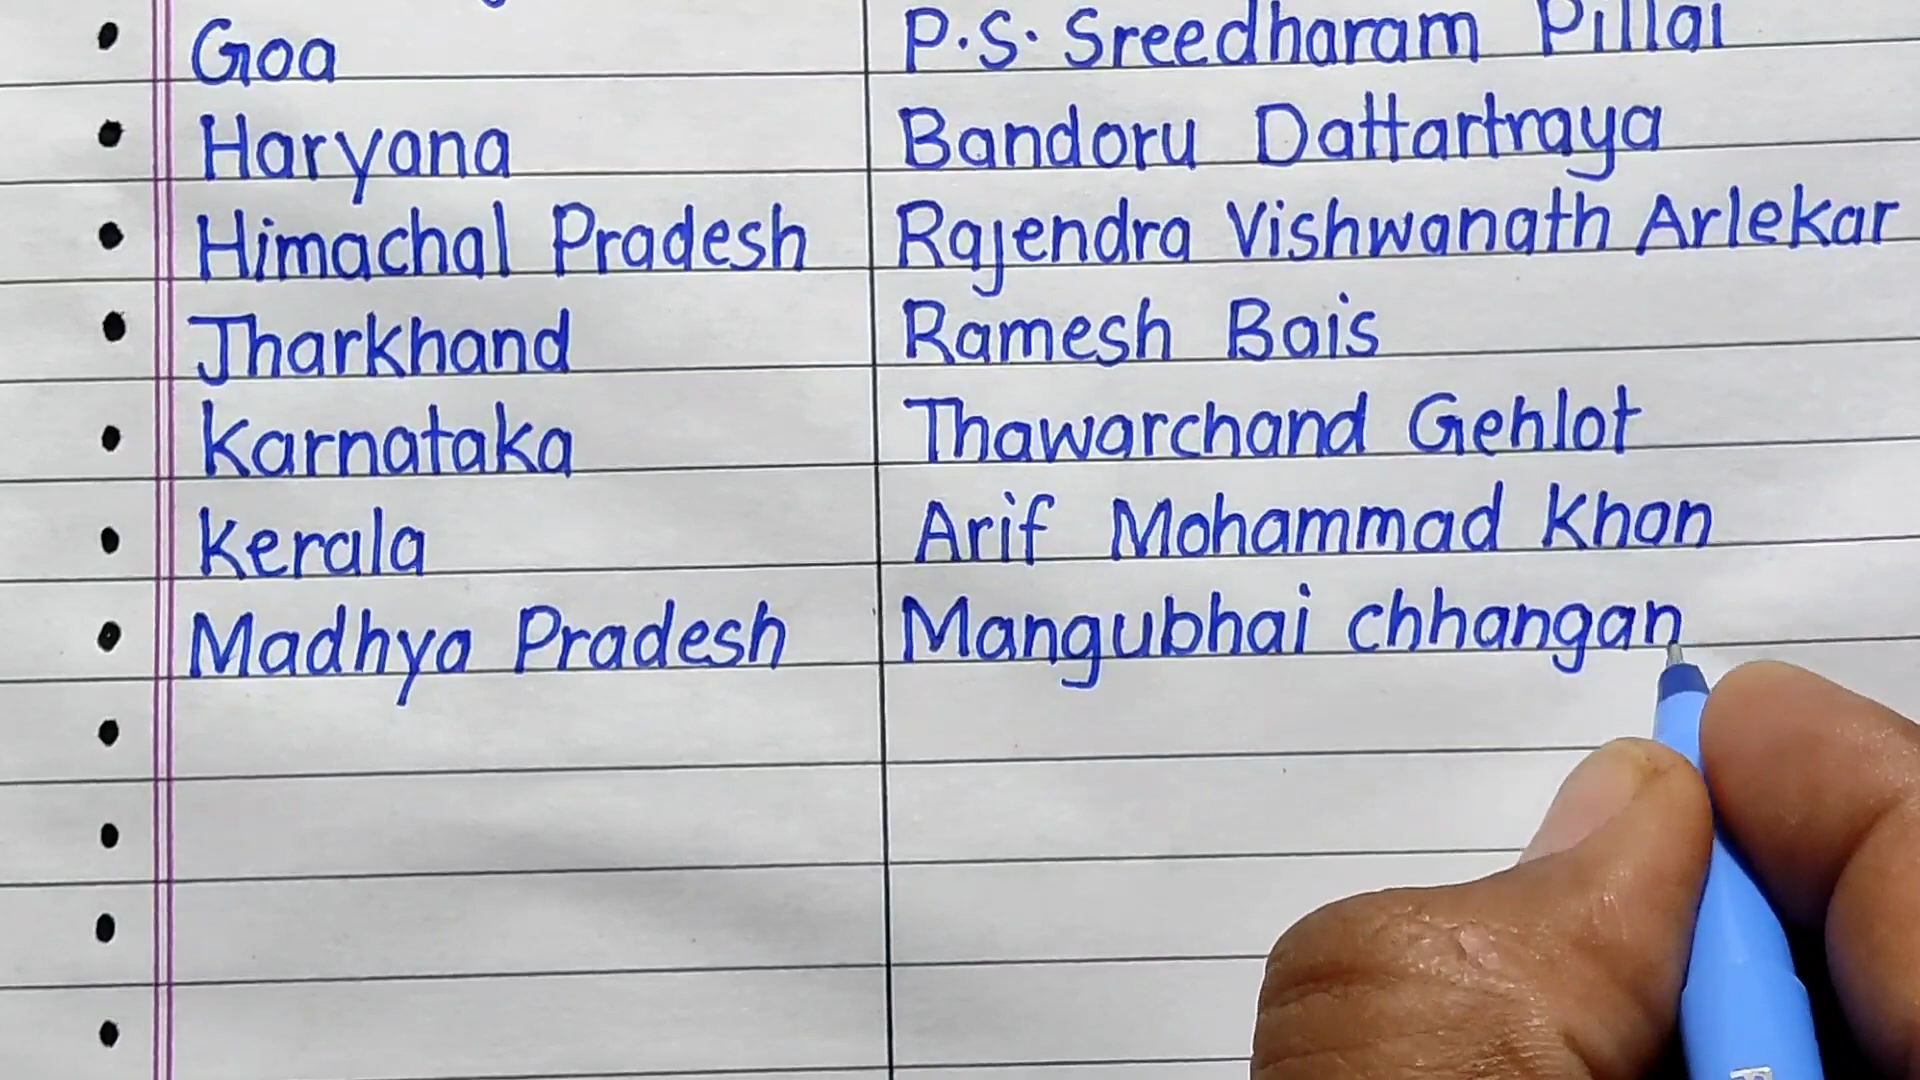 Goa P.S. Sreedharam Pillai
Haryana Bandoru Dattartraya
Himachal Pradesh Rajendra Vishwanath Arlekar
Jharkhand Ramesh Bais
Karnataka Thawarchand Gehlot
Kerala Arif Mohammad Khan
Madhya Pradesh Mangubhai chhangan